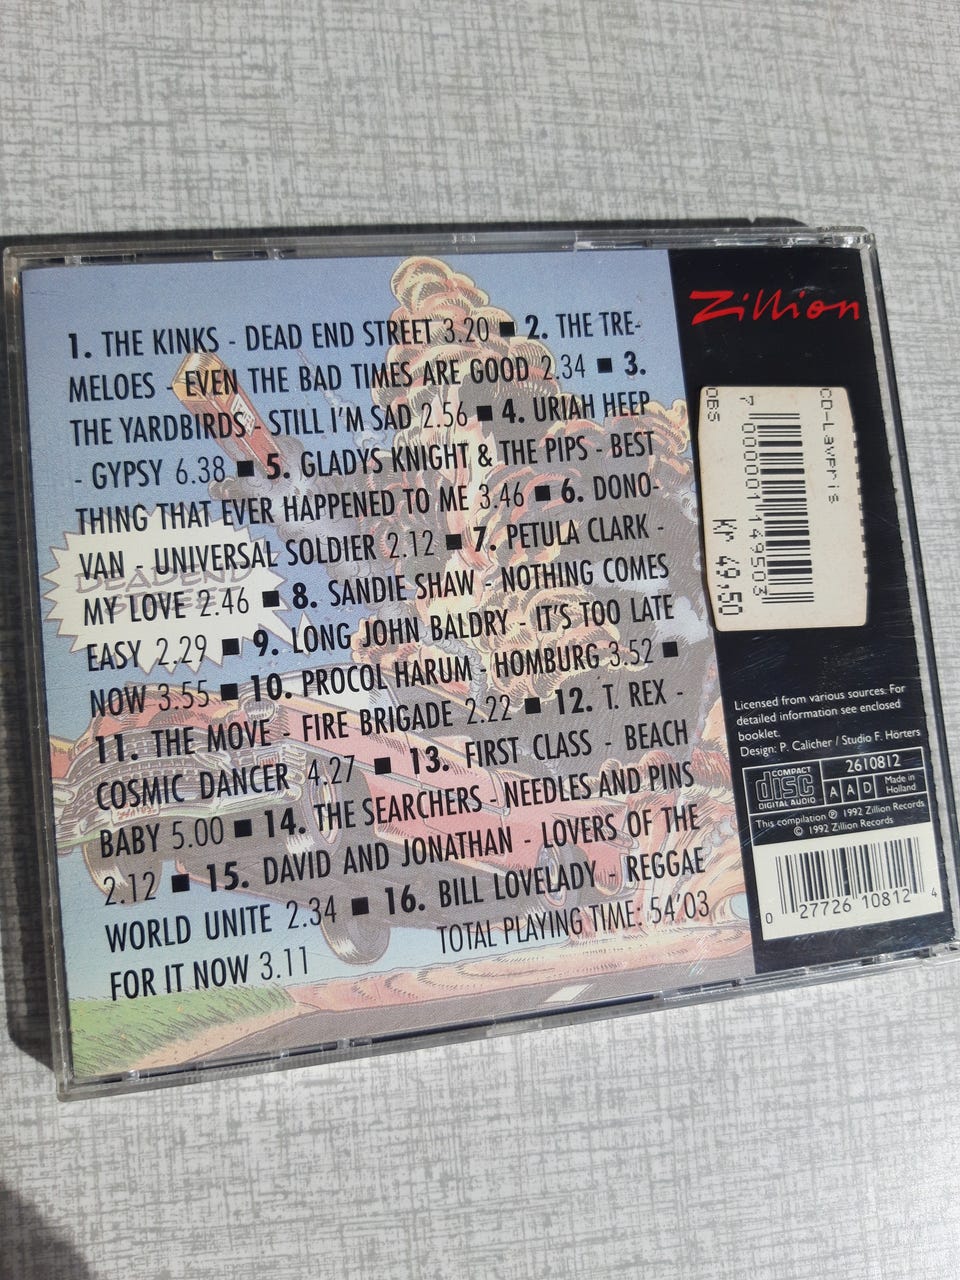 1. THE KINKS - DEAD END STREET 3.20 ■ 2. THE TRE-
MELOES - EVEN THE BAD TIMES ARE GOOD 2.34 ■ 3.
THE YARDBIRDS - STILL I'M SAD 2.56 ■ 4. URIAH HEEP
- GYPSY 6.38 ■ 5. GLADYS KNIGHT & THE PIPS - BEST
THING THAT EVER HAPPENED TO ME 3.46 ■ 6. DONO-
VAN - UNIVERSAL SOLDIER 2.12 ■ 7. PETULA CLARK -
MY LOVE 2.46 ■ 8. SANDIE SHAW - NOTHING COMES
EASY 2.29 ■ 9. LONG JOHN BALDRY - IT'S TOO LATE
NOW 3.55 ■ 10. PROCOL HARUM - HOMBURG 3.52 ■
11. THE MOVE - FIRE BRIGADE 2.22 ■ 12. T. REX -
COSMIC DANCER 4.27 ■ 13. FIRST CLASS - BEACH
BABY 5.00 ■ 14. THE SEARCHERS - NEEDLES AND PINS
2.12 ■ 15. DAVID AND JONATHAN - LOVERS OF THE
WORLD UNITE 2.34 ■ 16. BILL LOVELADY - REGGAE
FOR IT NOW 3.11
TOTAL PLAYING TIME: 54'03
DEADEND
STREET
Zillion
CD-Lavpris
7 000001 149503
OBS
Kr 49,50
Licensed from various sources. For
detailed information see enclosed
booklet.
Design: P. Calicher / Studio F. Hörters
COMPACT
disc
DIGITAL AUDIO
2610812
A A D
Made in
Holland
This compilation ℗ 1992 Zillion Records
© 1992 Zillion Records
0 27726 10812 4